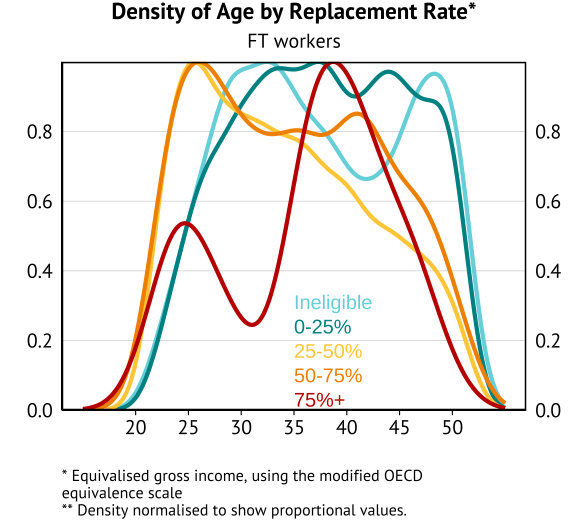 Density of Age by Replacement Rate*
FT workers
0.8 0.8
0.6 0.6
0.4 0.4
Ineligible
0-25%
0.2 0.2
25-50%
50-75%
75%+
0.0 0.0
20 25 30 35 40 45 50
* Equivalised gross income, using the modified OECD
equivalence scale
** Density normalised to show proportional values.